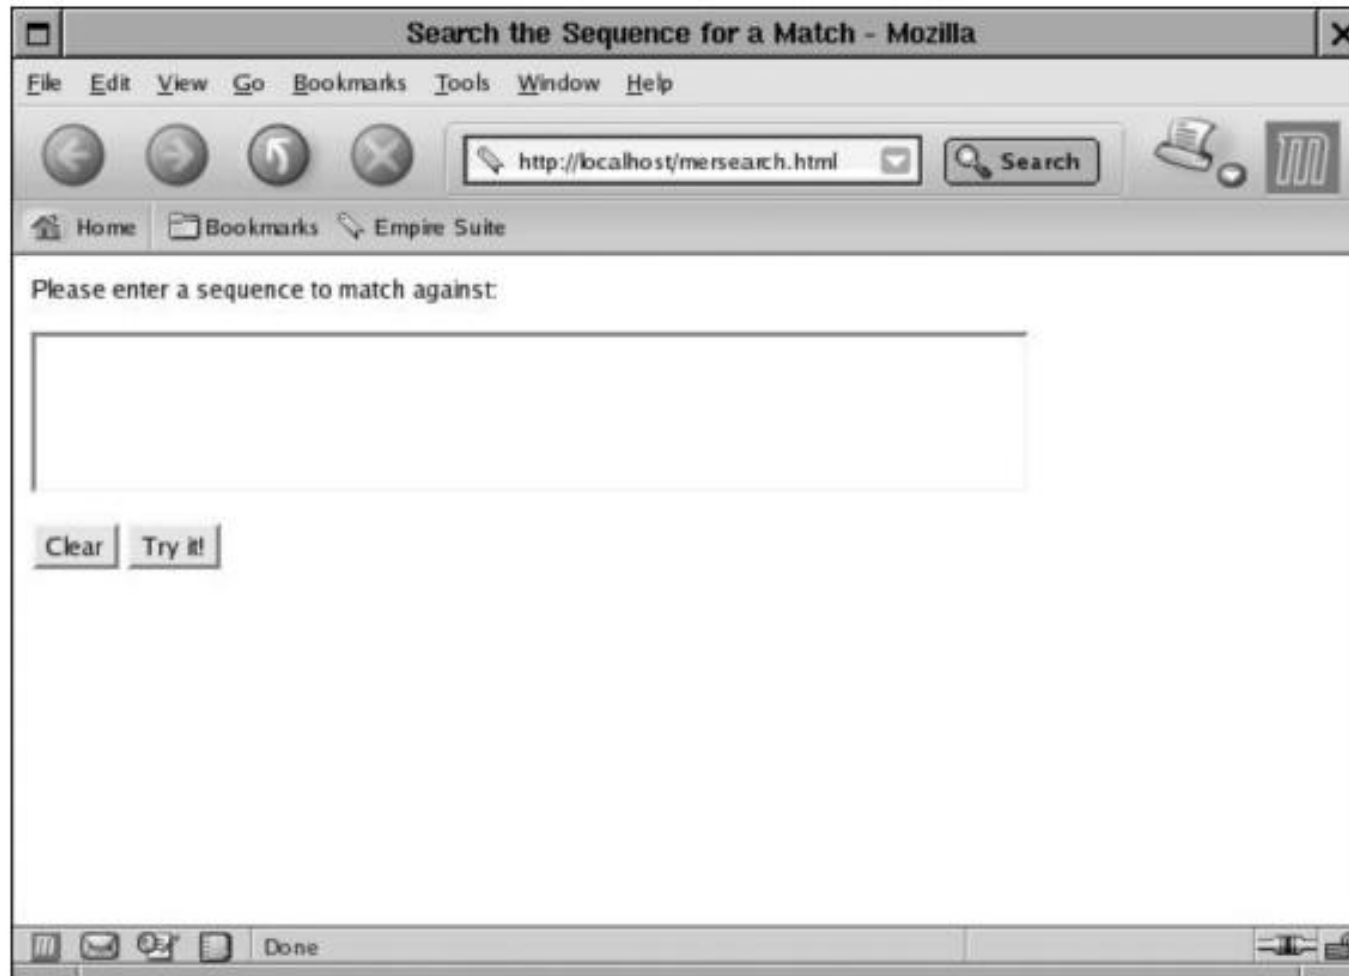 Search the Sequence for a Match - Mozilla
File Edit View Go Bookmarks Tools Window Help
http://localhost/mersearch.html Search
Home Bookmarks Empire Suite
Please enter a sequence to match against:
Clear Try it!
Done